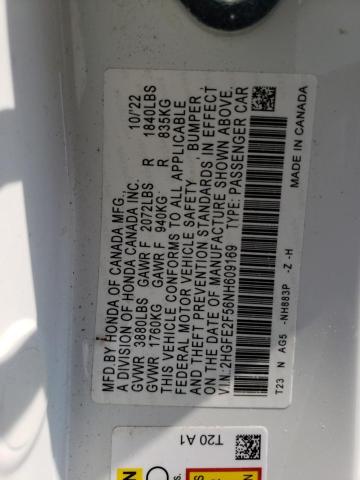 MFD.BY HONDA OF CANADA MFG. 10/'22
A DIVISION OF HONDA CANADA INC.
GVWR 3880LBS GAWR F 2072LBS R 1840LBS
GVWR 1760KG GAWR F 940KG R 835KG
THIS VEHICLE CONFORMS TO ALL APPLICABLE
FEDERAL MOTOR VEHICLE SAFETY, BUMPER,
AND THEFT PREVENTION STANDARDS IN EFFECT
ON THE DATE OF MANUFACTURE SHOWN ABOVE.
VIN: 2HGFE2F56NH609169 TYPE: PASSENGER CAR
T23 N AG5 -NH883P -Z -H MADE IN CANADA
T20 A1